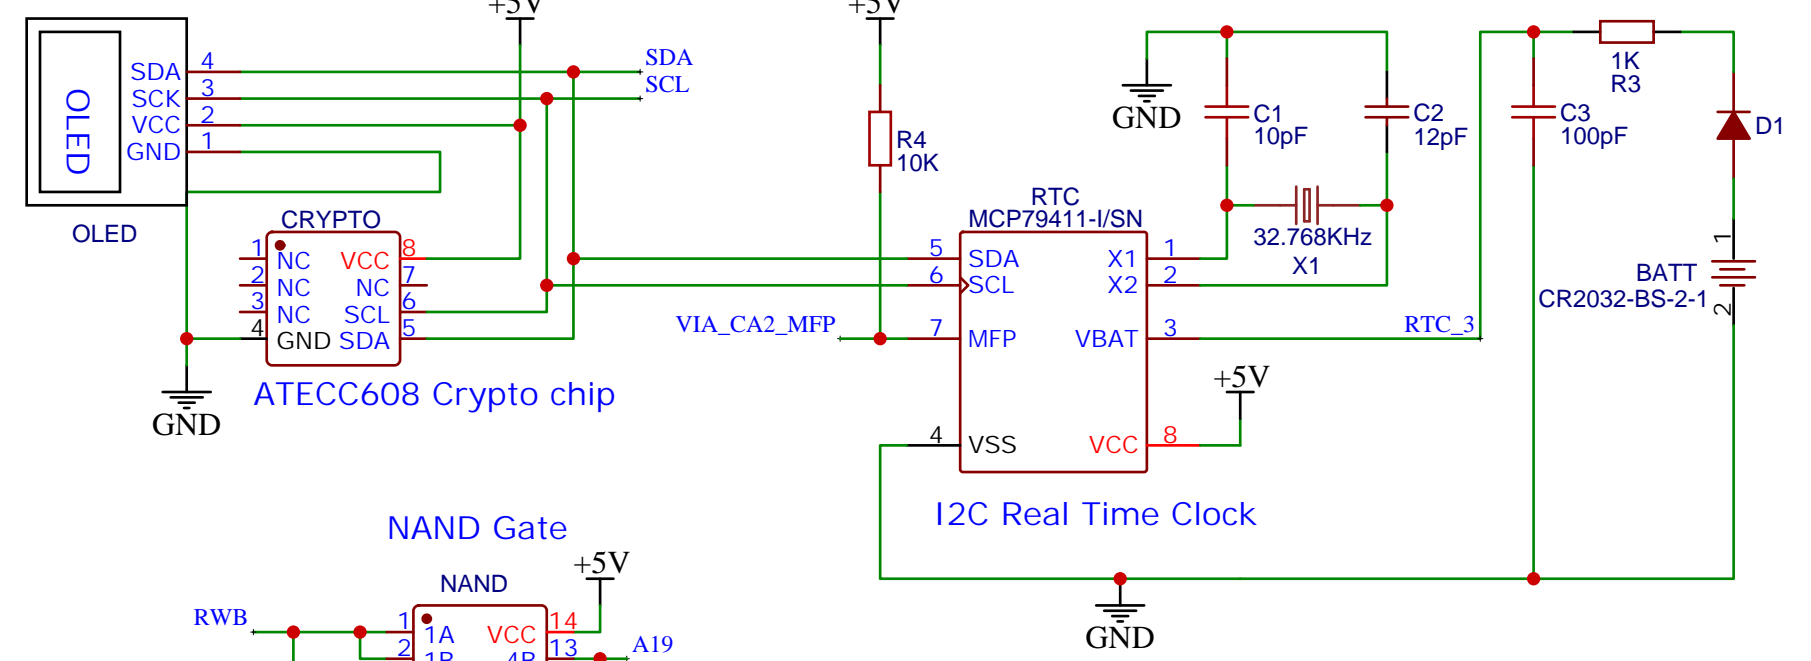 +5V
+5V
OLED
SDA 4
SCK 3
VCC 2
GND 1
OLED
SDA
SCL
CRYPTO
1 NC
2 NC
3 NC
4 GND
VCC 8
NC 7
SCL 6
SDA 5
GND
ATECC608 Crypto chip
R4
10K
VIA_CA2_MFP
RTC
MCP79411-I/SN
5 SDA
6 SCL
7 MFP
4 VSS
X1 1
X2 2
VBAT 3
VCC 8
+5V
RTC_3
I2C Real Time Clock
GND
C1
10pF
C2
12pF
32.768KHz
X1
1K
R3
C3
100pF
D1
1
BATT
CR2032-BS-2-1
2
GND
NAND Gate
+5V
NAND
RWB
1 1A
2 1B
VCC 14
4B 13
A19